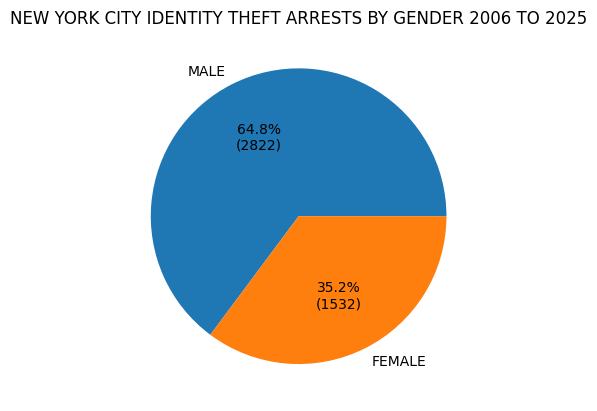 NEW YORK CITY IDENTITY THEFT ARRESTS BY GENDER 2006 TO 2025
MALE
64.8%
(2822)
35.2%
(1532)
FEMALE